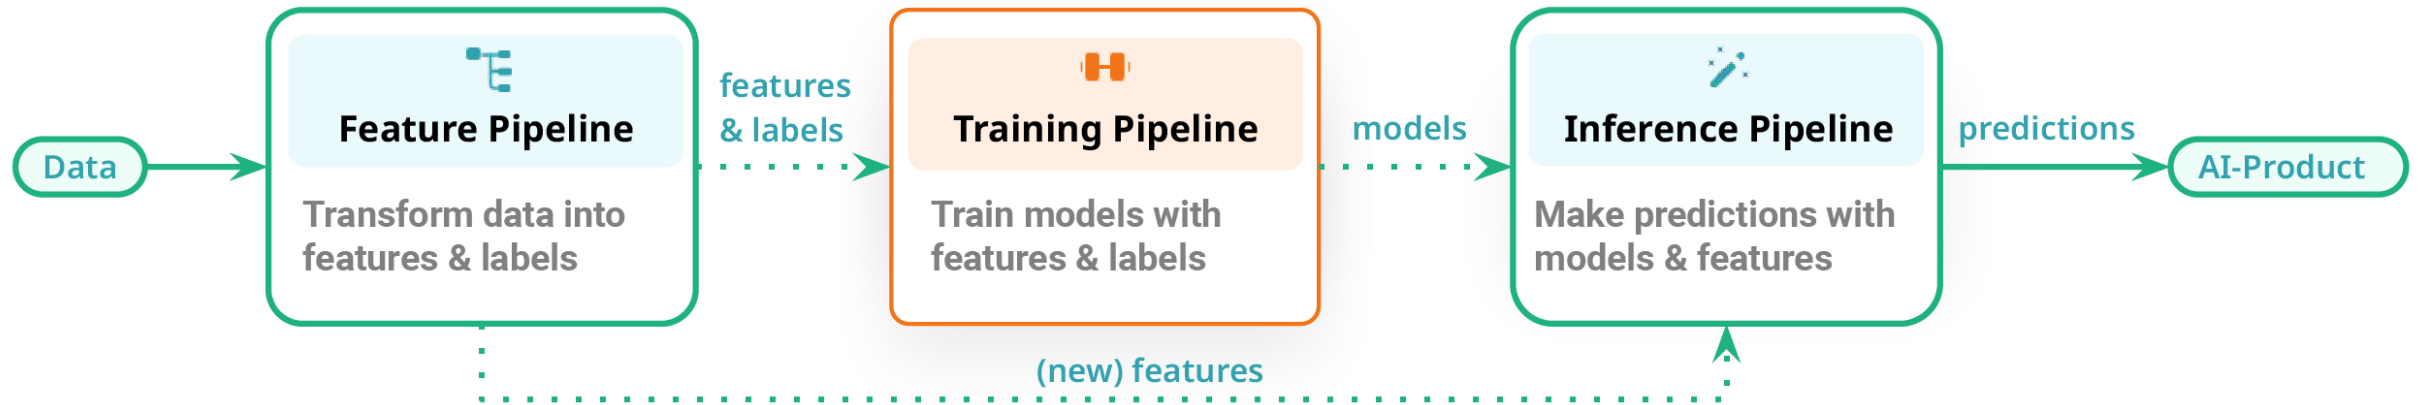 Data
Feature Pipeline
Transform data into
features & labels
features
& labels
Training Pipeline
Train models with
features & labels
models
Inference Pipeline
Make predictions with
models & features
predictions
AI-Product
(new) features